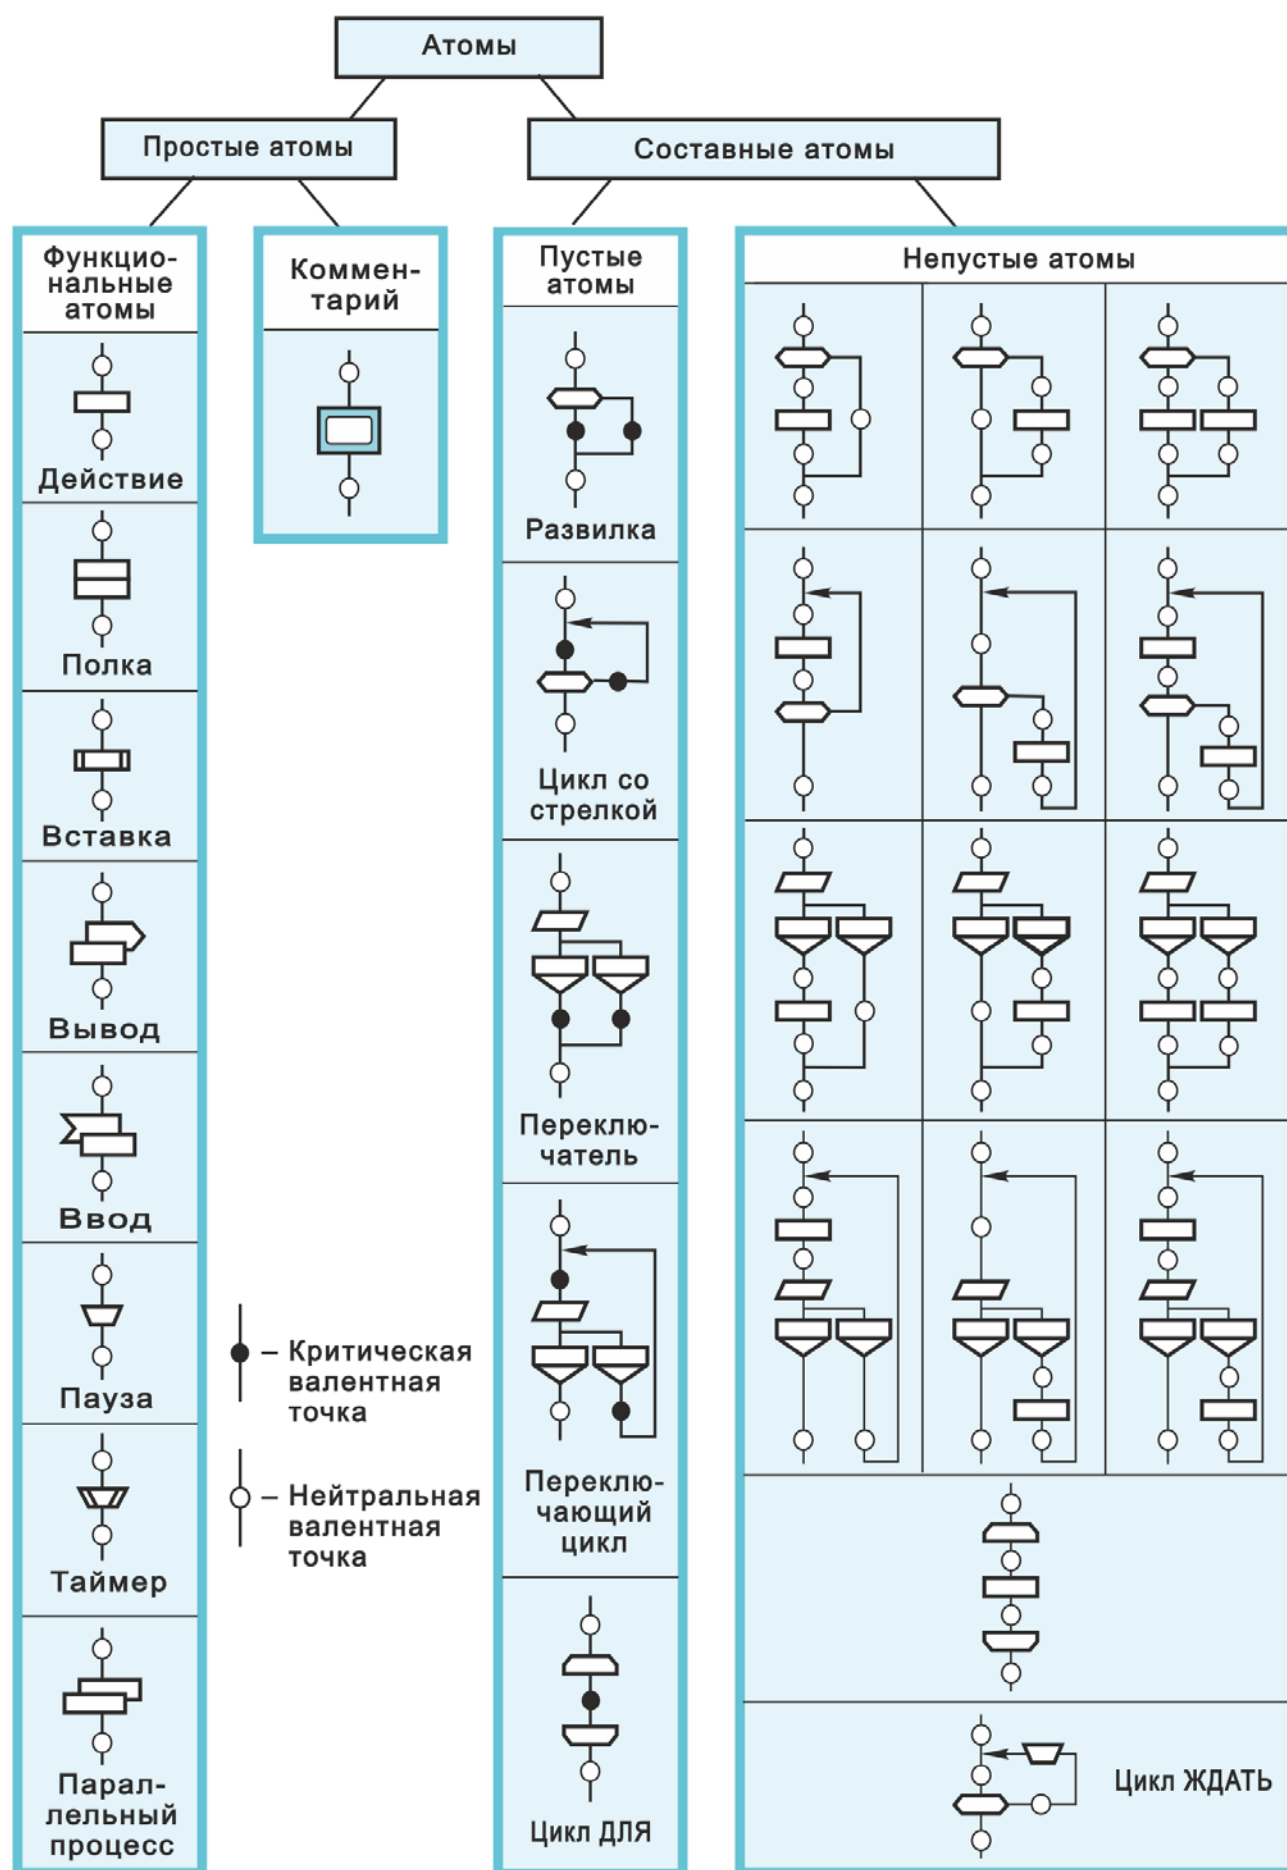 Атомы
Простые атомы
Составные атомы
Функцио-
нальные
атомы
Коммен-
тарий
Пустые
атомы
Непустые атомы
Действие
Полка
Вставка
Вывод
Ввод
Пауза
Таймер
Парал-
лельный
процесс
– Критическая
валентная
точка
– Нейтральная
валентная
точка
Развилка
Цикл со
стрелкой
Переклю-
чатель
Переклю-
чающий
цикл
Цикл ДЛЯ
Цикл ЖДАТЬ